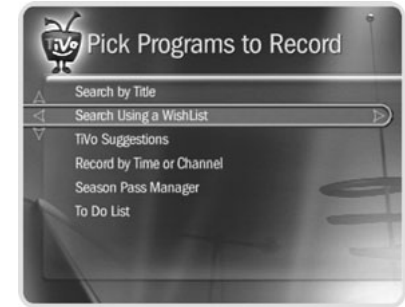 TiVo
Pick Programs to Record
Search by Title
Search Using a WishList
TiVo Suggestions
Record by Time or Channel
Season Pass Manager
To Do List